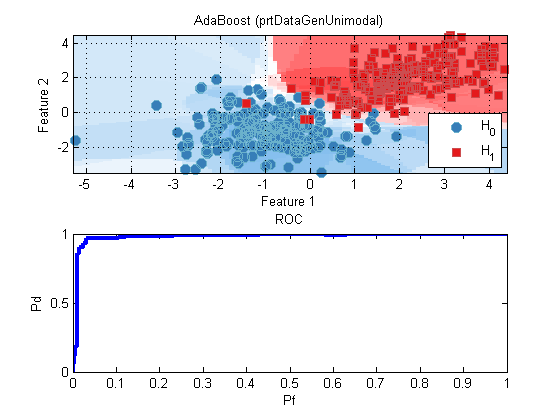 AdaBoost (prtDataGenUnimodal)
4
2
0
-2
Feature 2
-5 -4 -3 -2 -1 0 1 2 3 4
Feature 1
H0
H1
ROC
1
0.5
0
Pd
0 0.1 0.2 0.3 0.4 0.5 0.6 0.7 0.8 0.9 1
Pf